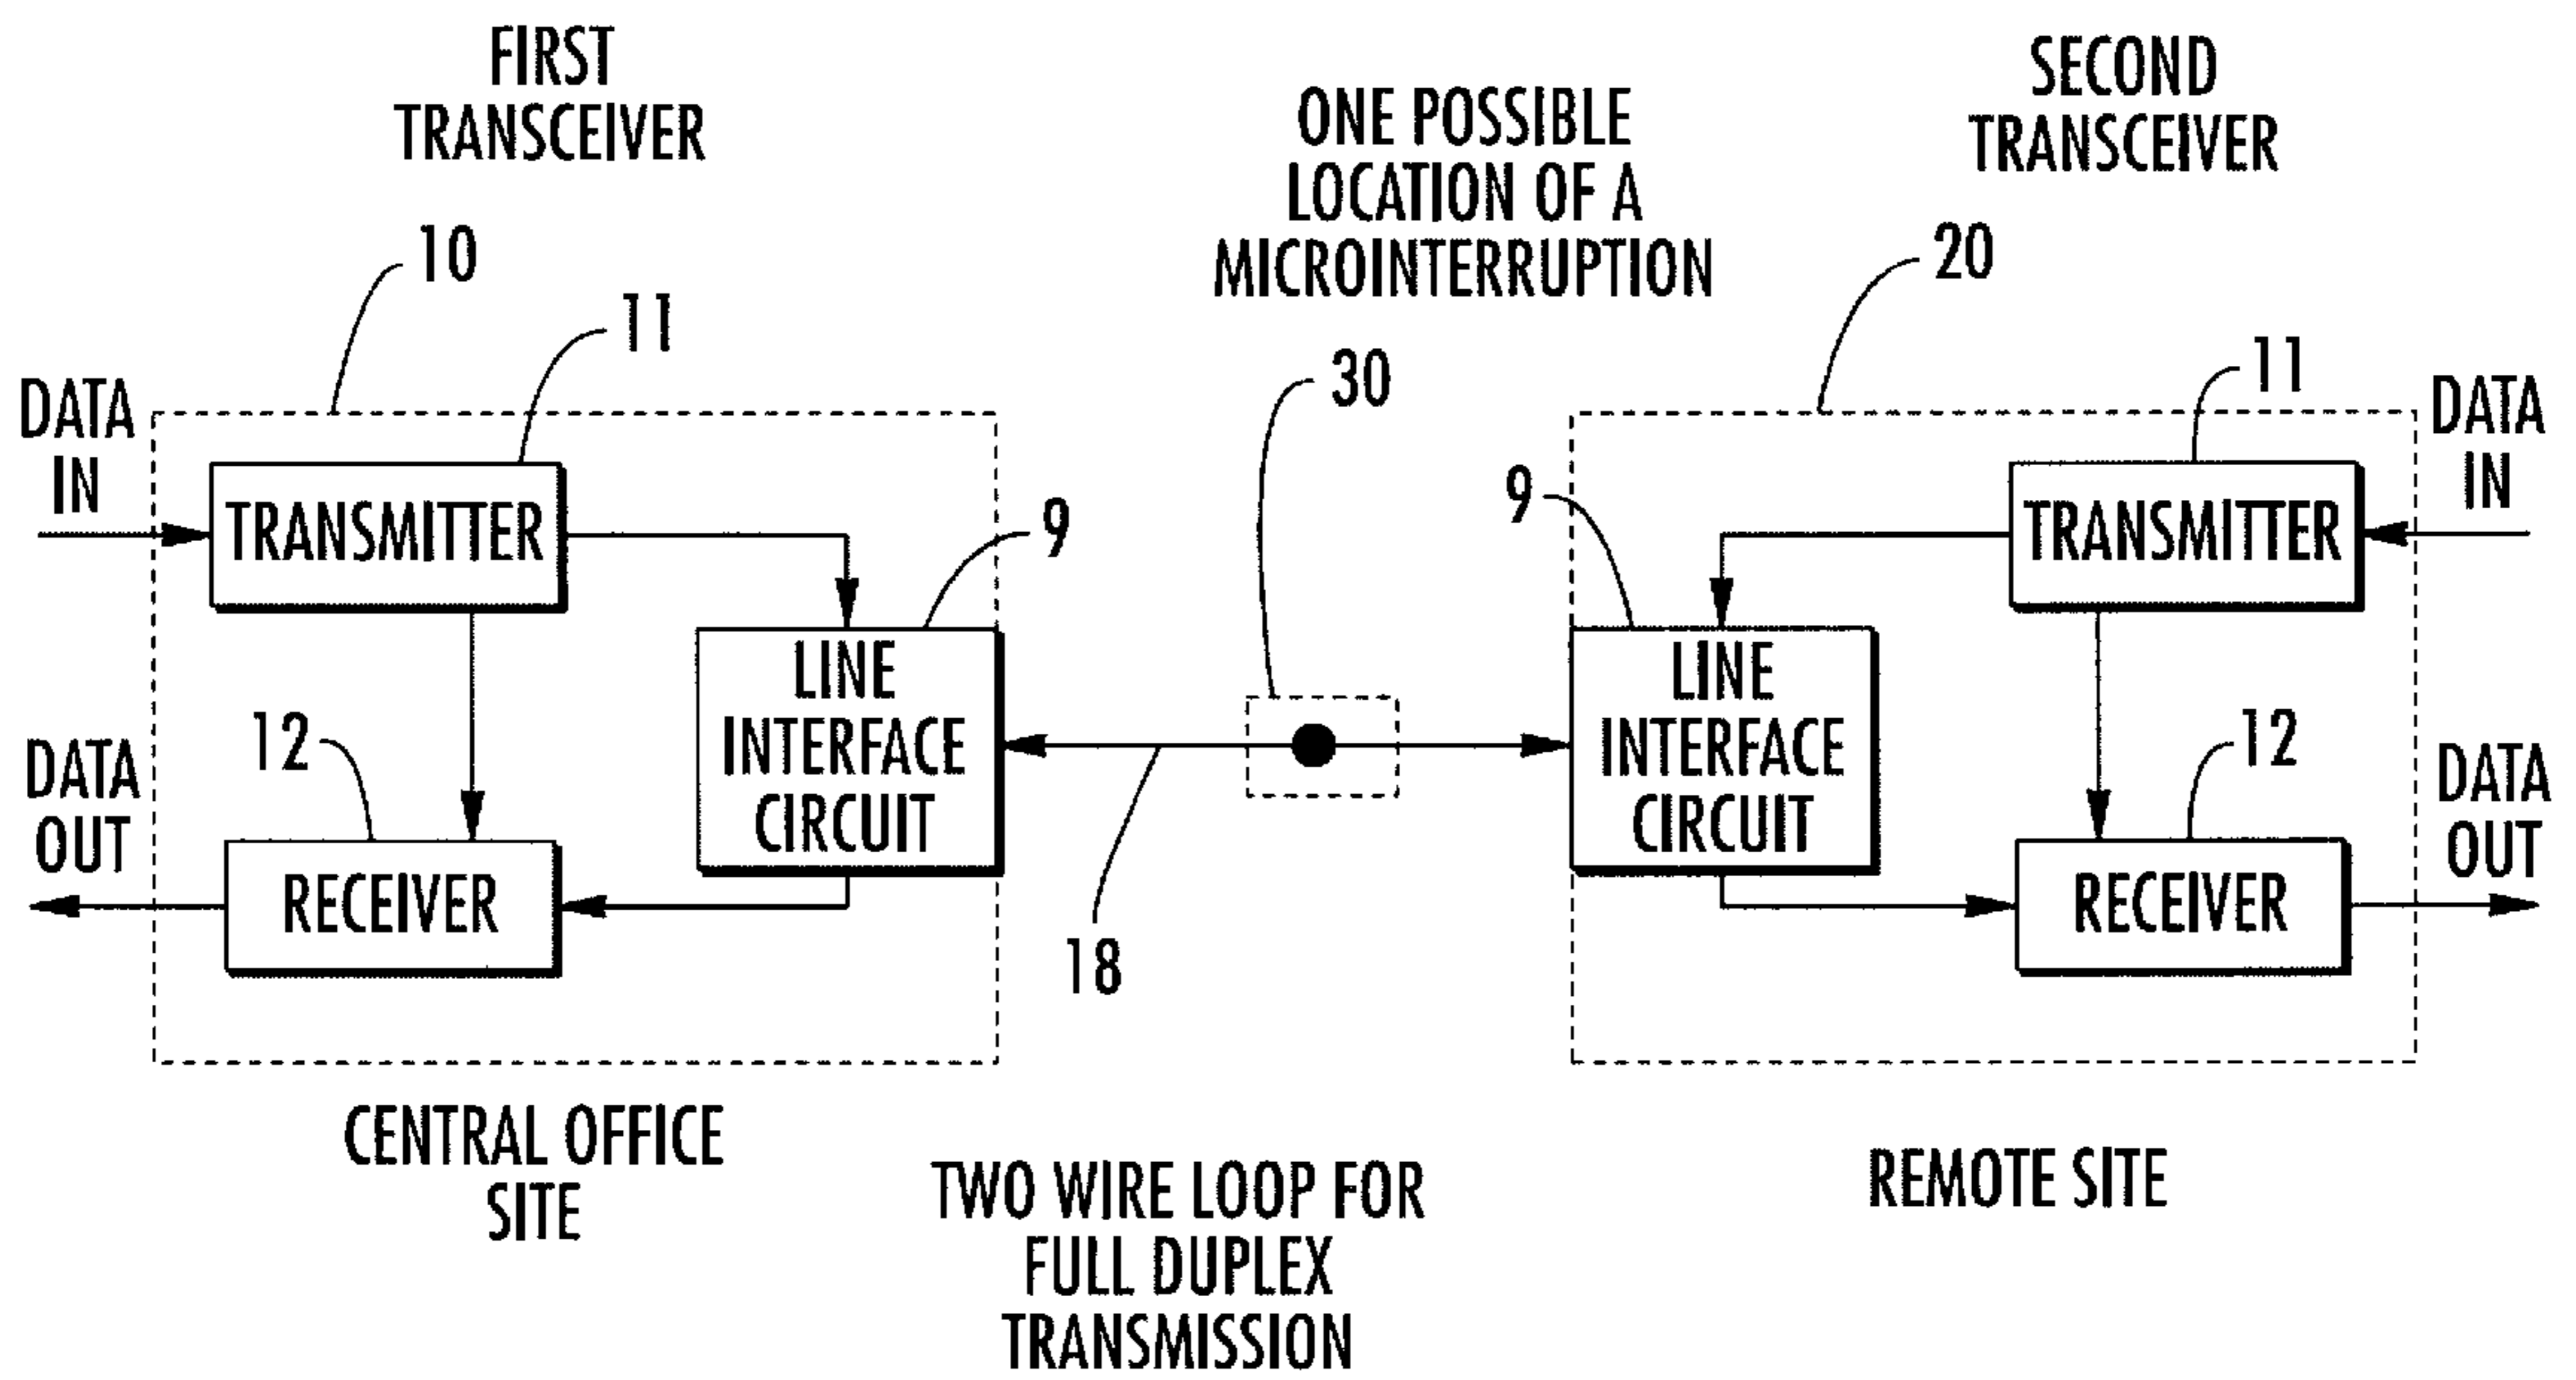 FIRST
TRANSCEIVER
SECOND
TRANSCEIVER
ONE POSSIBLE
LOCATION OF A
MICROINTERRUPTION
10
20
11
11
30
DATA
IN
DATA
IN
TRANSMITTER
TRANSMITTER
9
9
LINE
INTERFACE
CIRCUIT
LINE
INTERFACE
CIRCUIT
12
12
DATA
OUT
DATA
OUT
RECEIVER
RECEIVER
18
CENTRAL OFFICE
SITE
TWO WIRE LOOP FOR
FULL DUPLEX
TRANSMISSION
REMOTE SITE